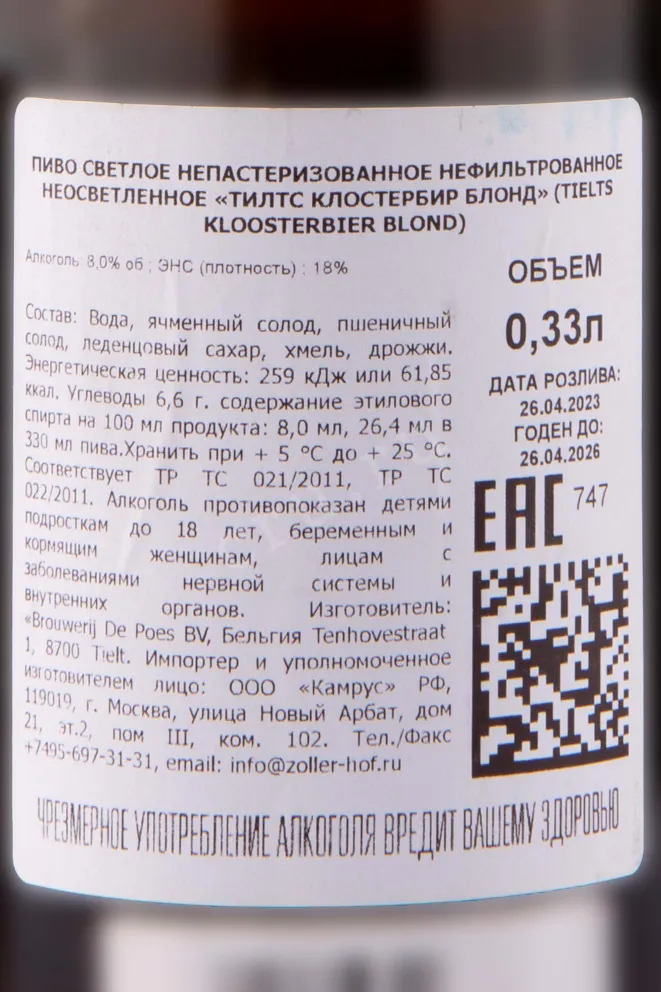 ПИВО СВЕТЛОЕ НЕПАСТЕРИЗОВАННОЕ НЕФИЛЬТРОВАННОЕ
НЕОСВЕТЛЕННОЕ «ТИЛТС КЛОСТЕРБИР БЛОНД» (TIELTS
KLOOSTERBIER BLOND)
Алкоголь 8,0% об ; ЭНС (плотность) : 18%
Состав: Вода, ячменный солод, пшеничный
солод, леденцовый сахар, хмель, дрожжи.
Энергетическая ценность: 259 кДж или 61,85
ккал. Углеводы 6,6 г. содержание этилового
спирта на 100 мл продукта: 8,0 мл, 26,4 мл в
330 мл пива.Хранить при + 5 °С до + 25 °С.
Соответствует ТР ТС 021/2011, ТР ТС
022/2011. Алкоголь противопоказан детями
подросткам до 18 лет, беременным и
кормящим женщинам, лицам с
заболеваниями нервной системы и
внутренних органов. Изготовитель:
«Brouwerij De Poes BV, Бельгия Tenhovestraat
1, 8700 Tielt. Импортер и уполномоченное
изготовителем лицо: ООО «Камрус» РФ,
119019, г. Москва, улица Новый Арбат, дом
21, эт.2, пом III, ком. 102. Тел./Факс
+7495-697-31-31, email: info@zoller-hof.ru
ОБЪЕМ
0,33л
ДАТА РОЗЛИВА:
26.04.2023
ГОДЕН ДО:
26.04.2026
ЕАС 747
ЧРЕЗМЕРНОЕ УПОТРЕБЛЕНИЕ АЛКОГОЛЯ ВРЕДИТ ВАШЕМУ ЗДОРОВЬЮ